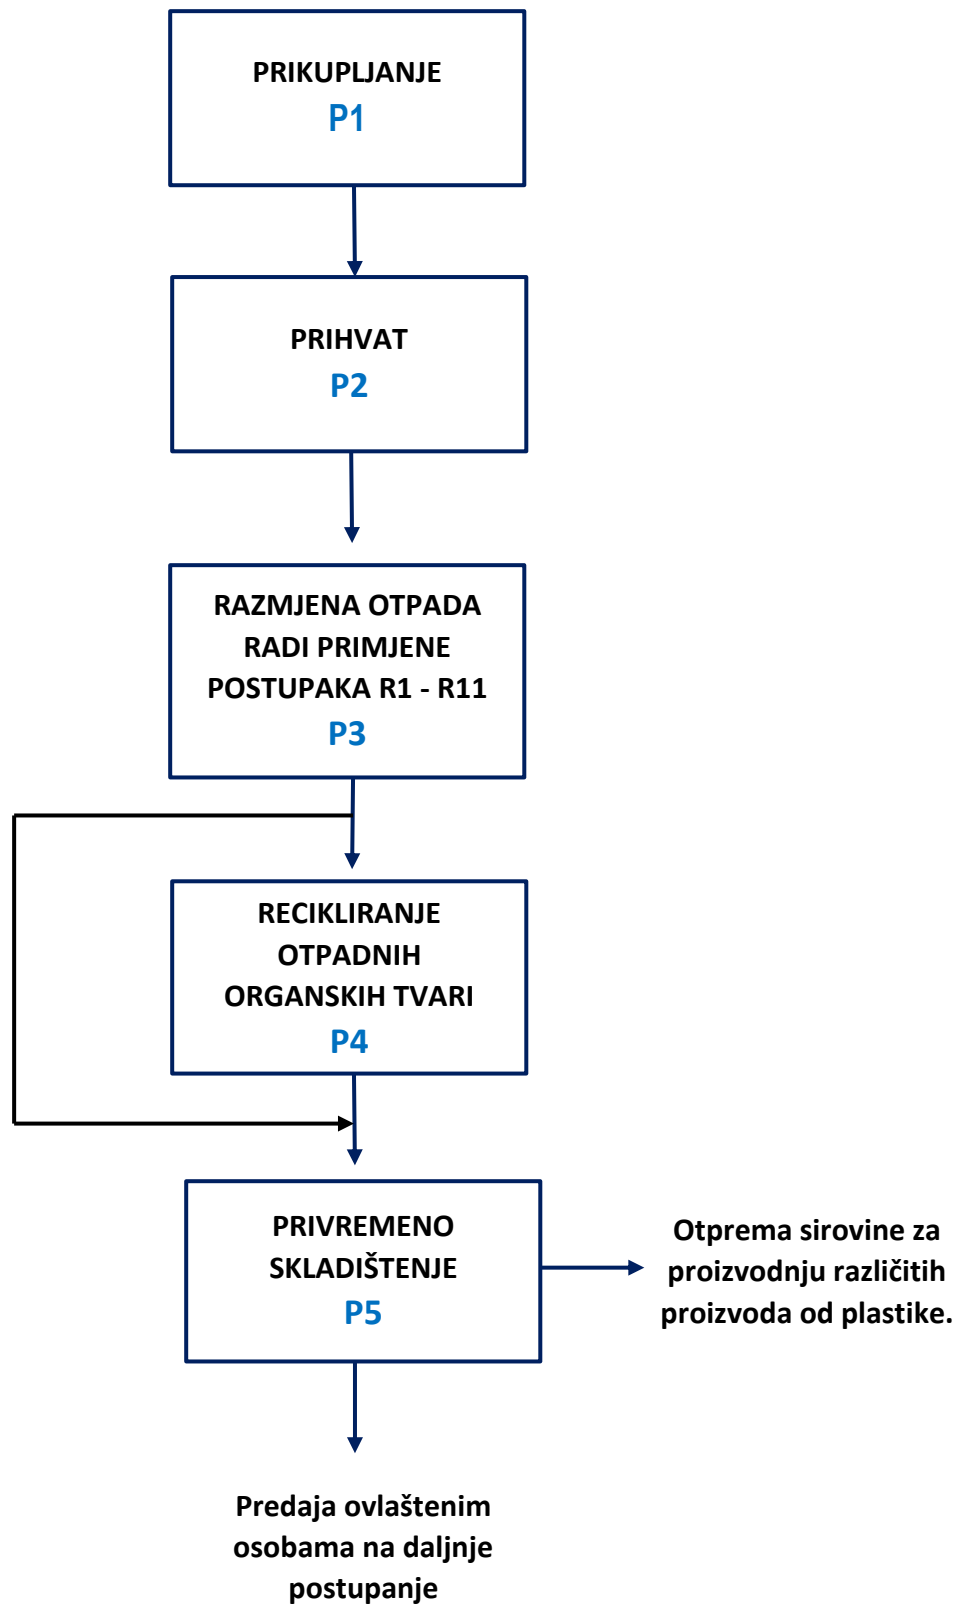 PRIKUPLJANJE
P1
PRIHVAT
P2
RAZMJENA OTPADA
RADI PRIMJENE
POSTUPAKA R1 - R11
P3
RECIKLIRANJE
OTPADNIH
ORGANSKIH TVARI
P4
PRIVREMENO
SKLADIŠTENJE
P5
Otprema sirovine za
proizvodnju različitih
proizvoda od plastike.
Predaja ovlaštenim
osobama na daljnje
postupanje